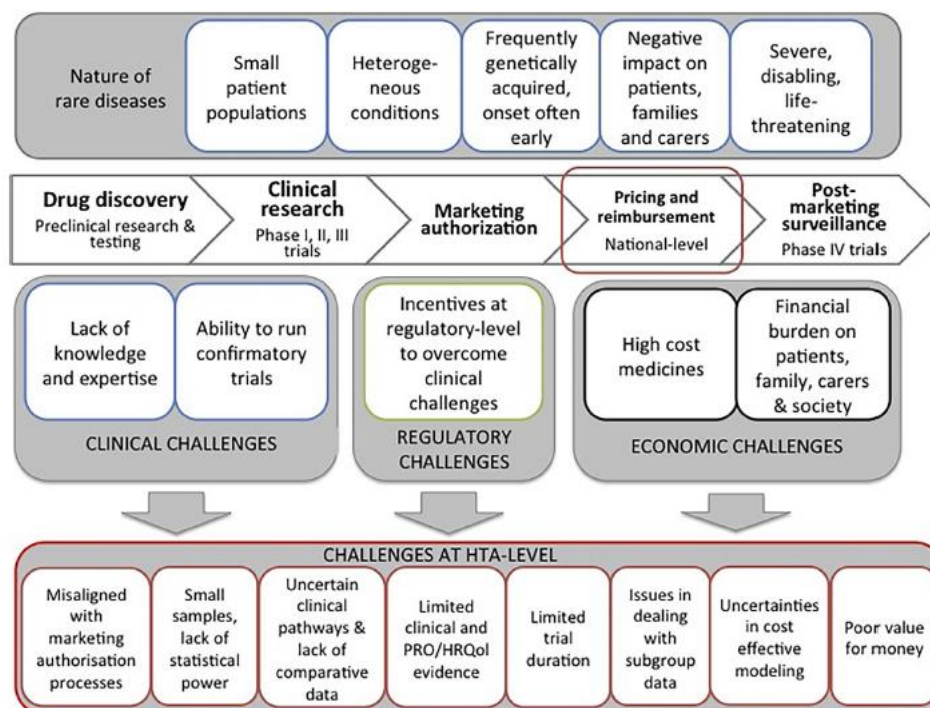 Nature of
rare diseases
Small
patient
populations
Heteroge-
neous
conditions
Frequently
genetically
acquired,
onset often
early
Negative
impact on
patients,
families
and carers
Severe,
disabling,
life-
threatening
Drug discovery
Preclinical research &
testing
Clinical
research
Phase I, II, III
trials
Marketing
authorization
Pricing and
reimbursement
National-level
Post-
marketing
surveillance
Phase IV trials
Lack of
knowledge
and expertise
Ability to run
confirmatory
trials
CLINICAL CHALLENGES
Incentives at
regulatory-level
to overcome
clinical
challenges
REGULATORY
CHALLENGES
High cost
medicines
Financial
burden on
patients,
family, carers
& society
ECONOMIC CHALLENGES
CHALLENGES AT HTA-LEVEL
Misaligned
with
marketing
authorisation
processes
Small
samples,
lack of
statistical
power
Uncertain
clinical
pathways &
lack of
comparative
data
Limited
clinical and
PRO/HRQol
evidence
Limited
trial
duration
Issues in
dealing
with
subgroup
data
Uncertainties
in cost
effective
modeling
Poor value
for money